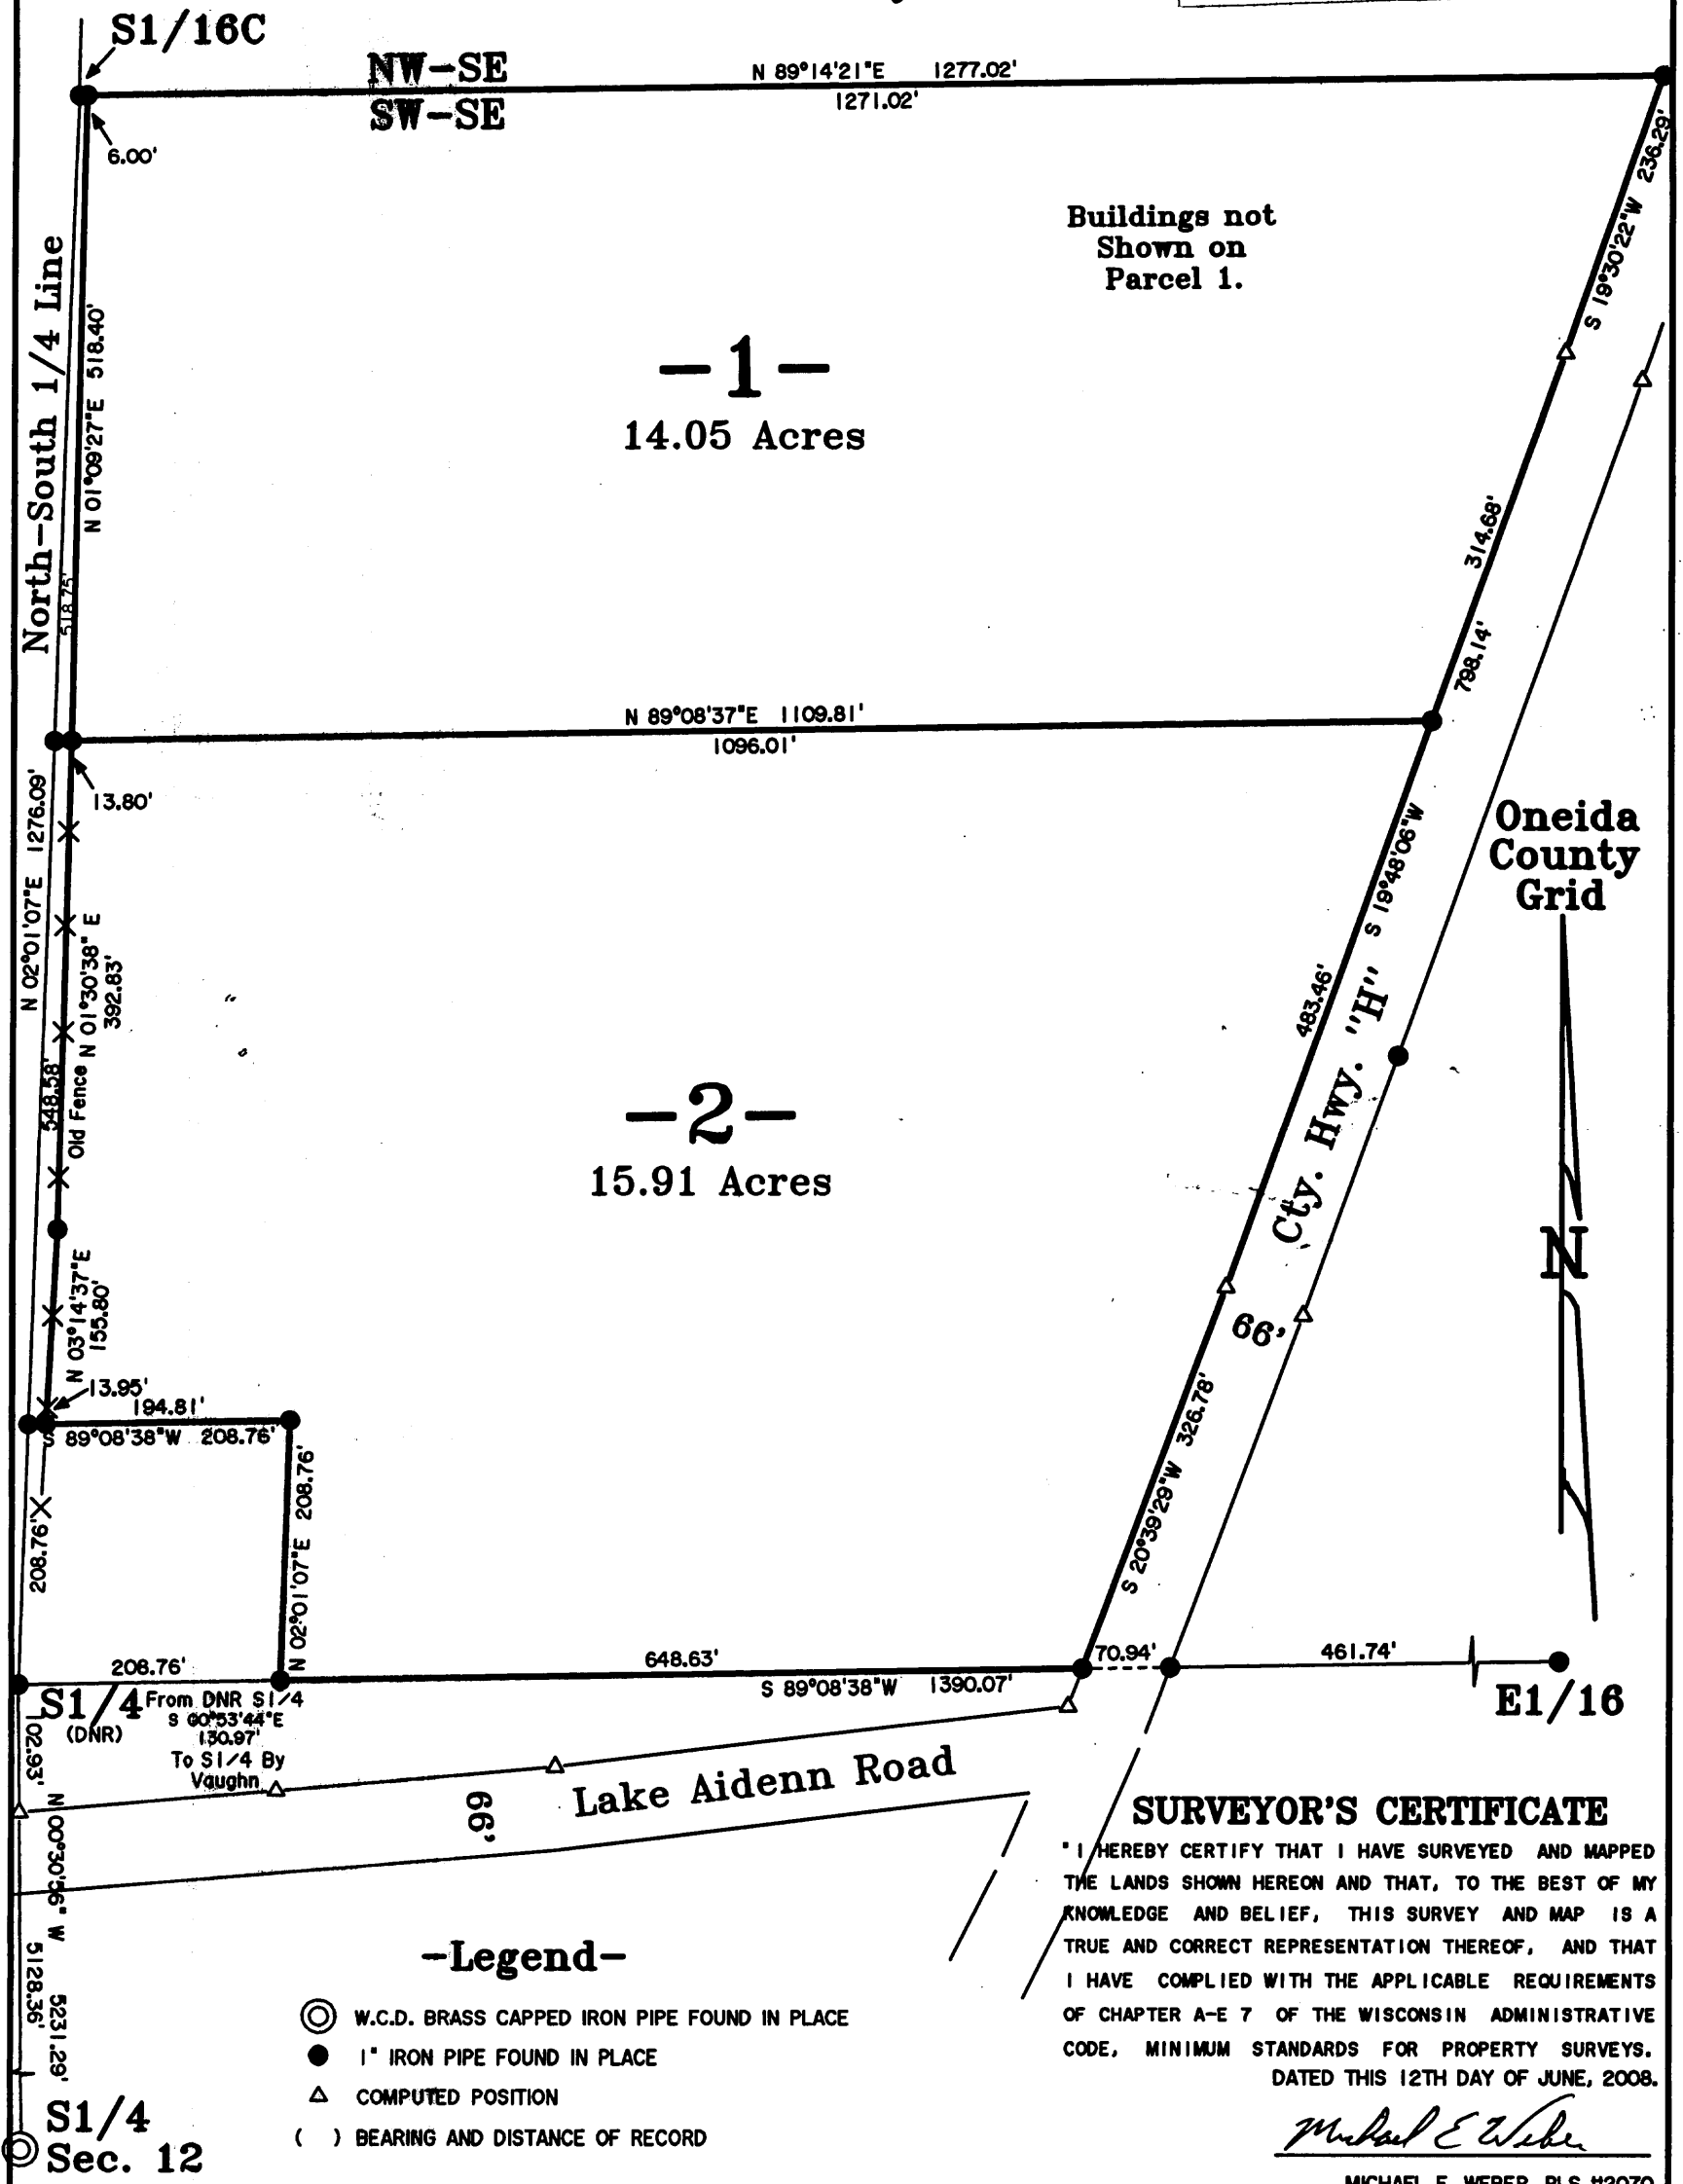 S1/16C
NW-SE
SW-SE
N 89°14'21"E 1277.02'
1271.02'
6.00'
S 19°30'22"W 236.29'
Buildings not
Shown on
Parcel 1.
North-South 1/4 Line
N 01°09'27"E 518.40'
518.75'
-1-
14.05 Acres
314.68'
798.14'
N 89°08'37"E 1109.81'
1096.01'
13.80'
N 02°01'07"E 1276.09'
S 19°48'06"W
Oneida
County
Grid
N
Old Fence N 01°30'38" E
392.83'
548.58'
483.46'
Cty. Hwy. "H"
-2-
15.91 Acres
66'
N 03°14'37"E
155.80'
13.95'
194.81'
S 89°08'38"W 208.76'
208.76'
N 02°01'07"E 208.76'
S 20°39'29"W 326.78'
208.76'
648.63'
S 89°08'38"W 1390.07'
70.94'
461.74'
E1/16
S1/4
(DNR)
From DNR S1/4
S 00°53'44"E
130.97'
To S1/4 By
Vaughn
102.93'
N 00°30'56" W 5231.29'
5128.36'
66'
Lake Aidenn Road
SURVEYOR'S CERTIFICATE
"I HEREBY CERTIFY THAT I HAVE SURVEYED AND MAPPED
THE LANDS SHOWN HEREON AND THAT, TO THE BEST OF MY
KNOWLEDGE AND BELIEF, THIS SURVEY AND MAP IS A
TRUE AND CORRECT REPRESENTATION THEREOF, AND THAT
I HAVE COMPLIED WITH THE APPLICABLE REQUIREMENTS
OF CHAPTER A-E 7 OF THE WISCONSIN ADMINISTRATIVE
CODE, MINIMUM STANDARDS FOR PROPERTY SURVEYS.
DATED THIS 12TH DAY OF JUNE, 2008.
Michael E Weber
MICHAEL E. WEBER, RLS #2070
-Legend-
W.C.D. BRASS CAPPED IRON PIPE FOUND IN PLACE
1" IRON PIPE FOUND IN PLACE
COMPUTED POSITION
( ) BEARING AND DISTANCE OF RECORD
S1/4
Sec. 12